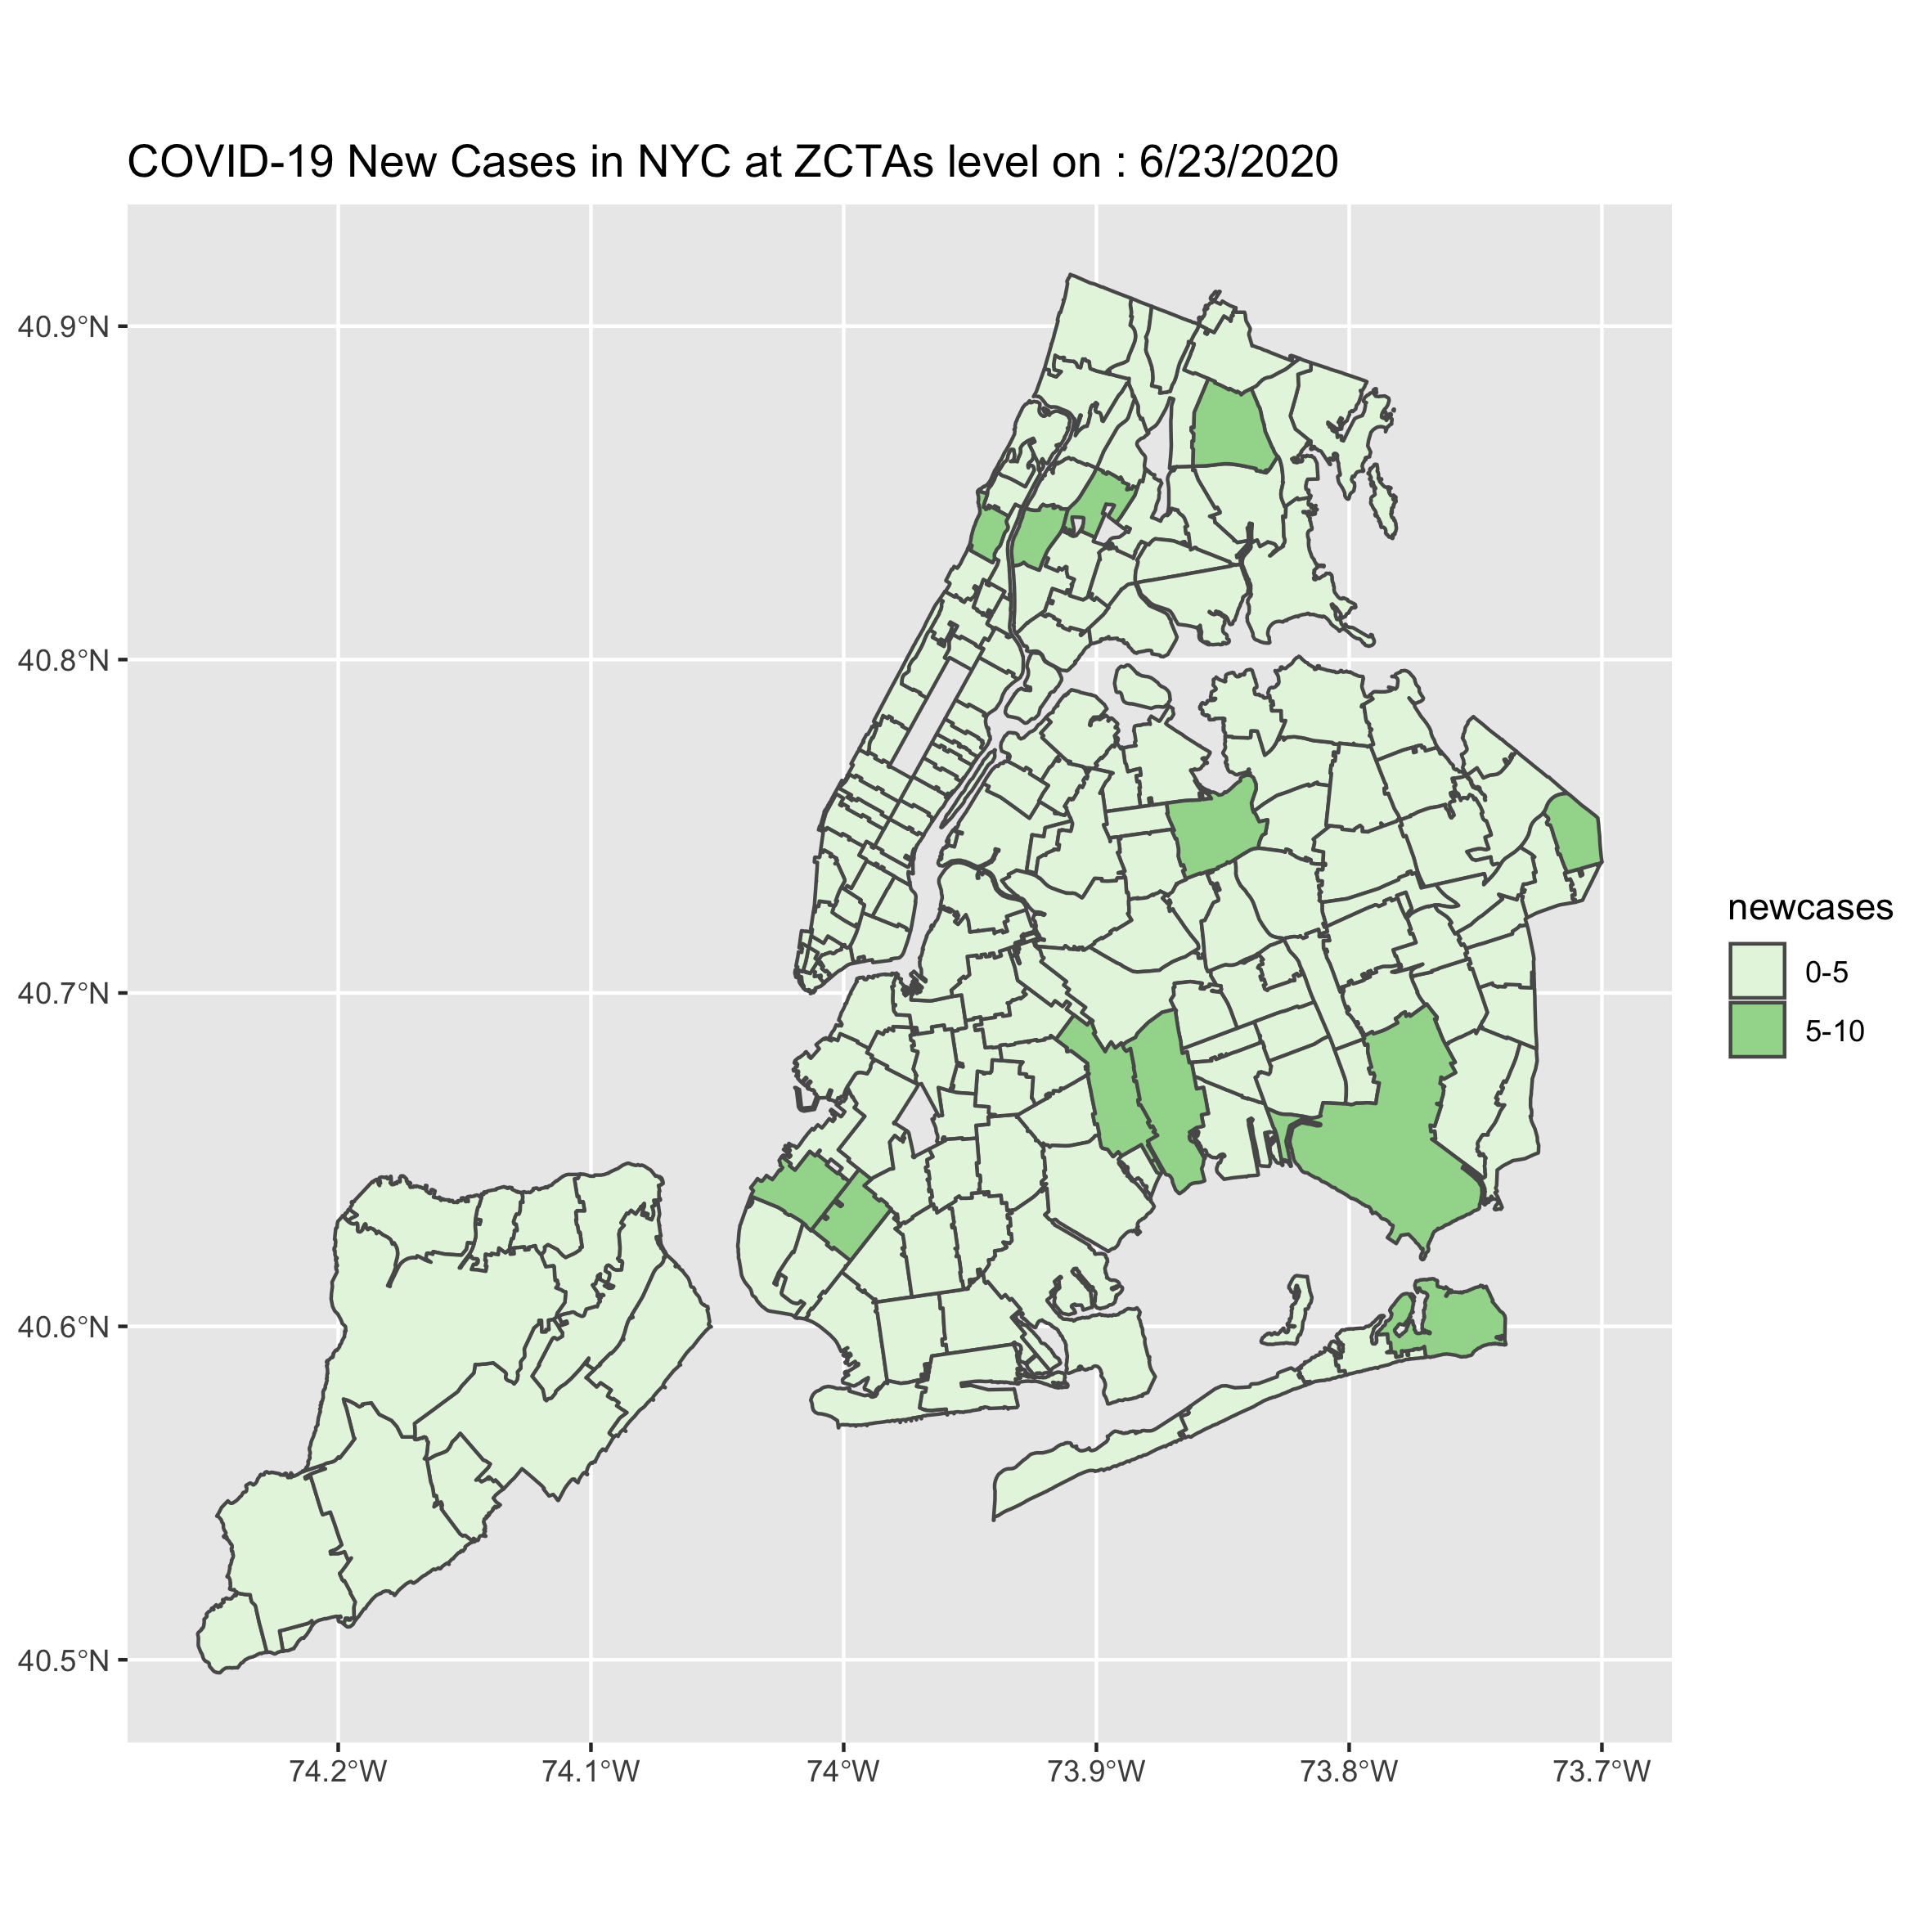 COVID-19 New Cases in NYC at ZCTAs level on : 6/23/2020
40.9°N
40.8°N
40.7°N
40.6°N
40.5°N
74.2°W
74.1°W
74°W
73.9°W
73.8°W
73.7°W
newcases
0-5
5-10